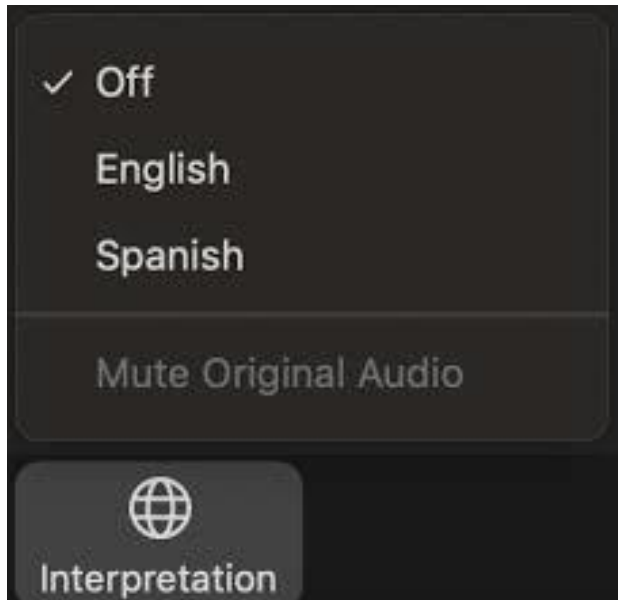 Off
English
Spanish
Mute Original Audio
Interpretation